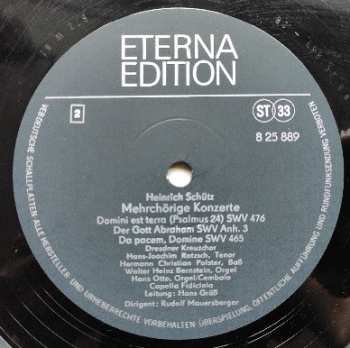 ETERNA
EDITION
2
ST 33
8 25 889
Heinrich Schütz
Mehrchörige Konzerte
Domini est terra (Psalmus 24) SWV 476
Der Gott Abraham SWV Anh. 3
Da pacem, Domine SWV 465
Dresdner Kreuzchor
Hans-Joachim Rotzsch, Tenor
Hermann Christian Polster, Baß
Walter Heinz Bernstein, Orgel
Hans Otto, Orgel/Cembalo
Capella Fidicinia
Leitung: Hans Grüß
Dirigent: Rudolf Mauersberger
VEB DEUTSCHE SCHALLPLATTEN ALLE HERSTELLER- UND URHEBERRECHTE VORBEHALTEN ÜBERSPIELUNG, ÖFFENTLICHE AUFFÜHRUNG UND RUNDFUNKSENDUNG VERBOTEN